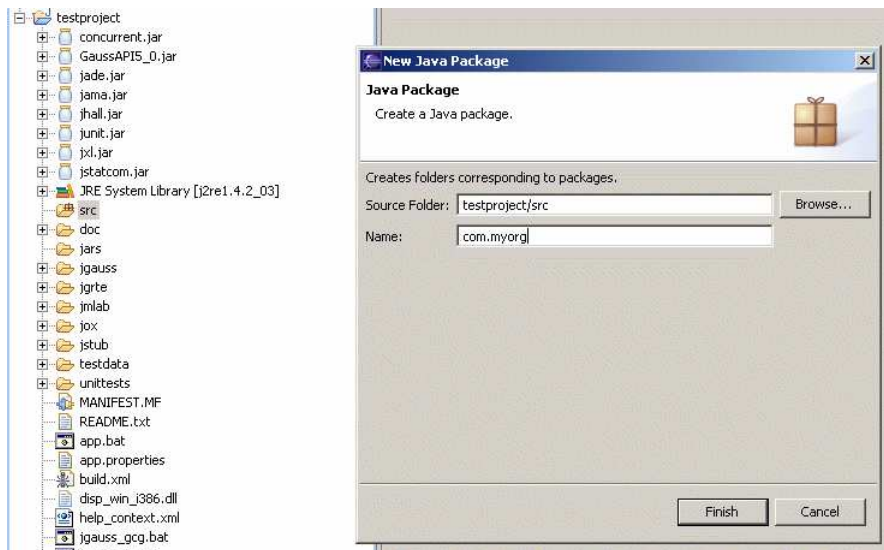 testproject
concurrent.jar
GaussAPI5_0.jar
jade.jar
jama.jar
jhall.jar
junit.jar
jxl.jar
jstatcom.jar
JRE System Library [j2re1.4.2_03]
src
doc
jars
jgauss
jgrte
jmlab
jox
jstub
testdata
unittests
MANIFEST.MF
README.txt
app.bat
app.properties
build.xml
disp_win_i386.dll
help_context.xml
jgauss_gcg.bat
New Java Package
Java Package
Create a Java package.
Creates folders corresponding to packages.
Source Folder: testproject/src Browse...
Name: com.myorg
Finish Cancel